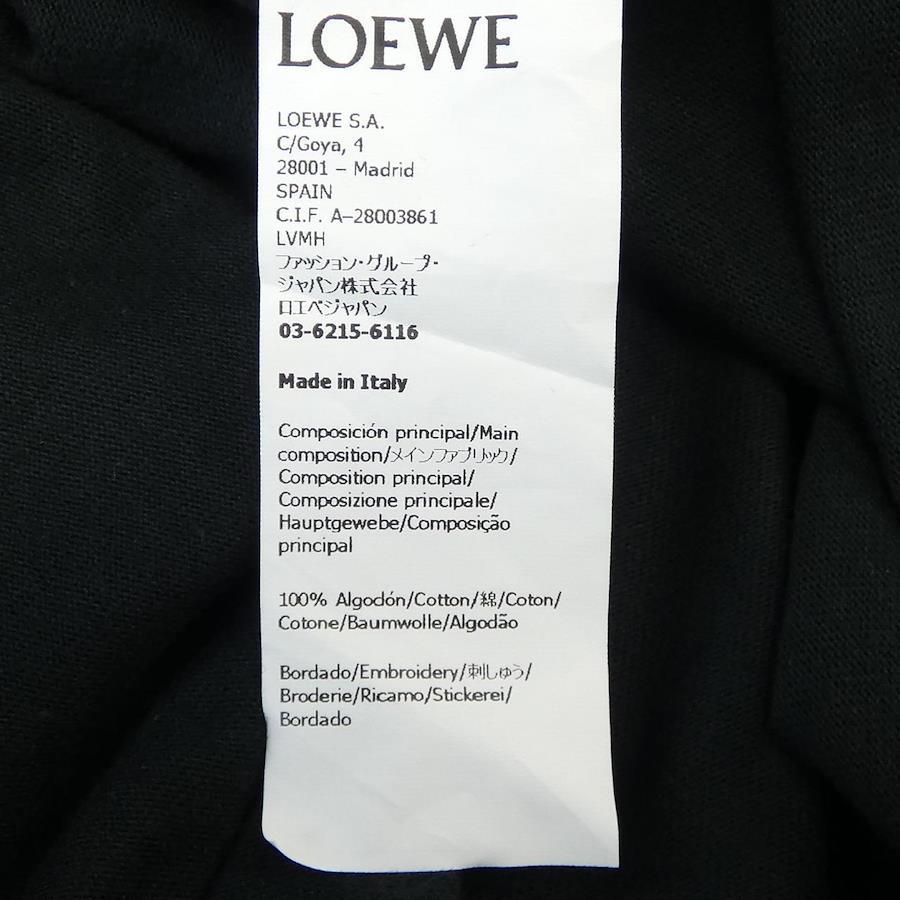 LOEWE
LOEWE S.A.
C/Goya, 4
28001 – Madrid
SPAIN
C.I.F. A–28003861
LVMH
ファッション・グループ・
ジャパン株式会社
ロエベジャパン
03-6215-6116
Made in Italy
Composición principal/Main
composition/メインファブリック/
Composition principal/
Composizione principale/
Hauptgewebe/Composição
principal
100% Algodón/Cotton/綿/Coton/
Cotone/Baumwolle/Algodão
Bordado/Embroidery/刺しゅう/
Broderie/Ricamo/Stickerei/
Bordado